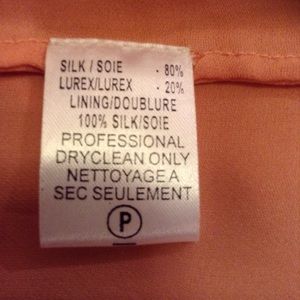 SILK / SOIE - 80%
LUREX/LUREX - 20%
LINING/DOUBLURE
100% SILK/SOIE
PROFESSIONAL
DRYCLEAN ONLY
NETTOYAGE A
SEC SEULEMENT
P